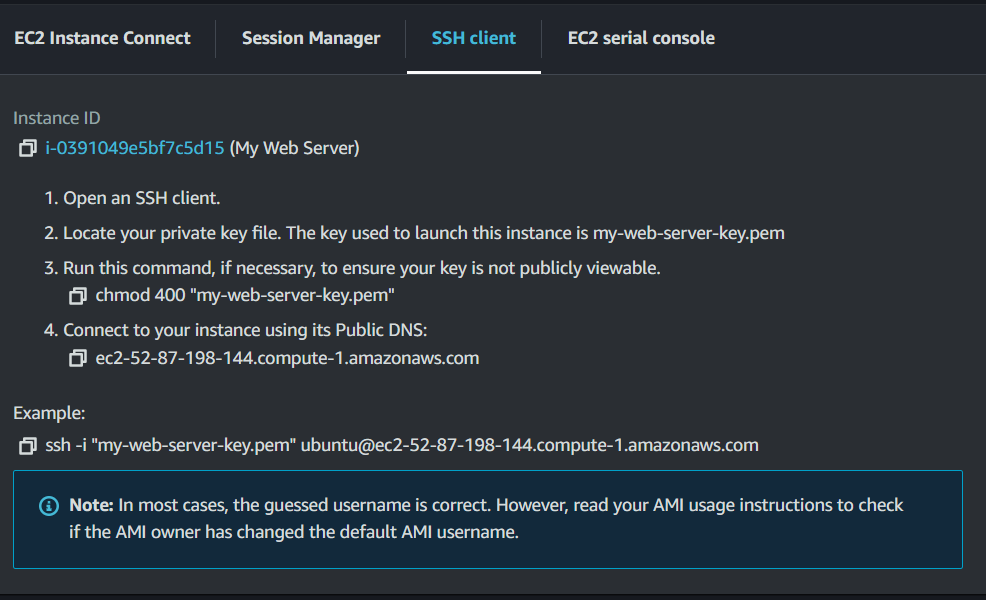 EC2 Instance Connect
Session Manager
SSH client
EC2 serial console
Instance ID
i-0391049e5bf7c5d15 (My Web Server)
1. Open an SSH client.
2. Locate your private key file. The key used to launch this instance is my-web-server-key.pem
3. Run this command, if necessary, to ensure your key is not publicly viewable.
chmod 400 "my-web-server-key.pem"
4. Connect to your instance using its Public DNS:
ec2-52-87-198-144.compute-1.amazonaws.com
Example:
ssh -i "my-web-server-key.pem" ubuntu@ec2-52-87-198-144.compute-1.amazonaws.com
Note: In most cases, the guessed username is correct. However, read your AMI usage instructions to check
if the AMI owner has changed the default AMI username.